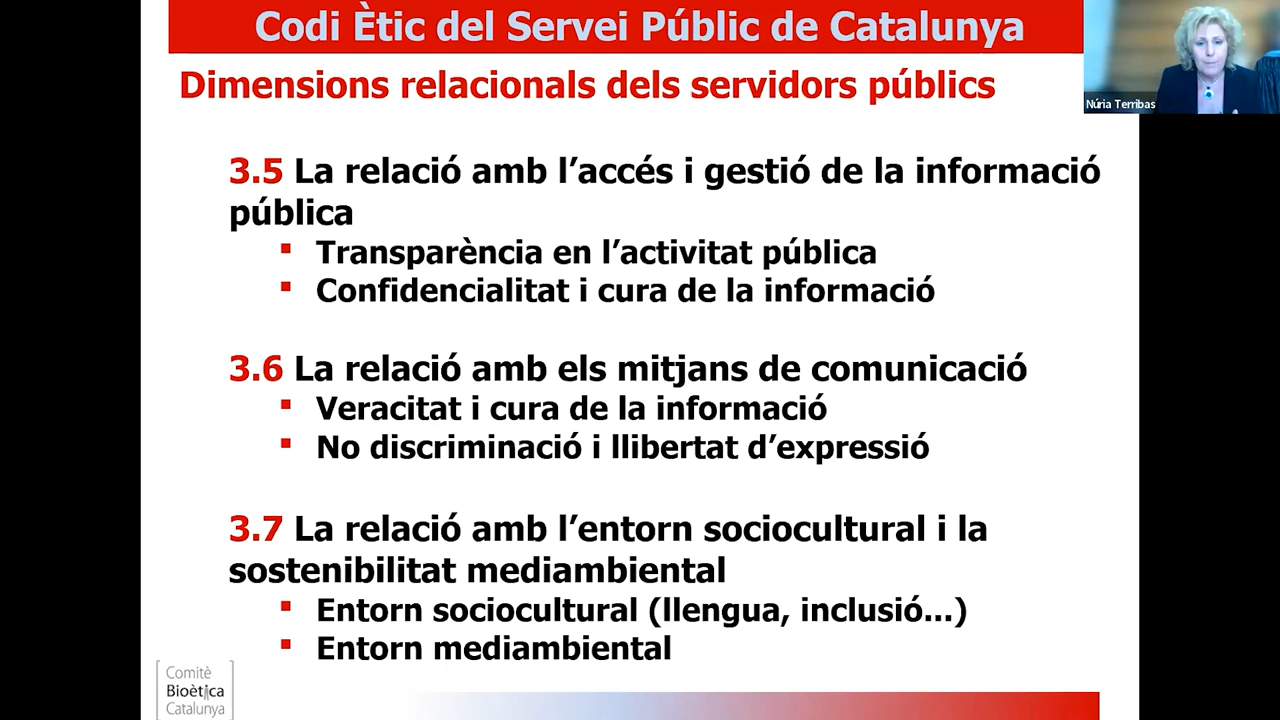 Codi Ètic del Servei Públic de Catalunya
Núria Terribas
Dimensions relacionals dels servidors públics
3.5 La relació amb l’accés i gestió de la informació
pública
Transparència en l’activitat pública
Confidencialitat i cura de la informació
3.6 La relació amb els mitjans de comunicació
Veracitat i cura de la informació
No discriminació i llibertat d’expressió
3.7 La relació amb l’entorn sociocultural i la
sostenibilitat mediambiental
Entorn sociocultural (llengua, inclusió...)
Entorn mediambiental
Comitè
Bioètica
Catalunya